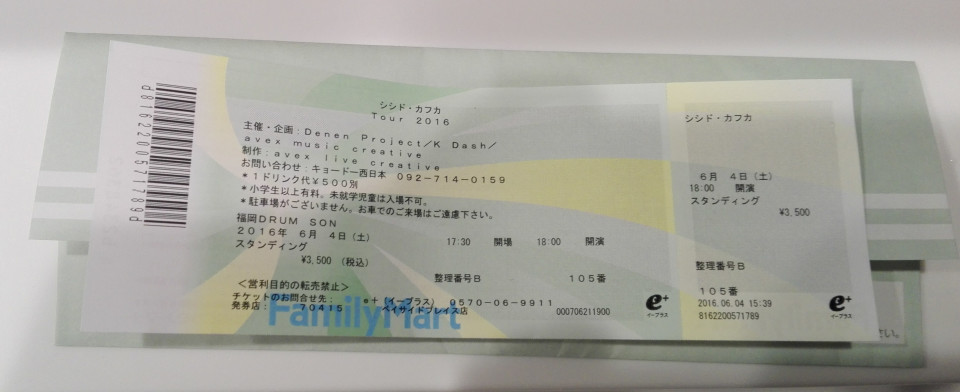 d8162200571789d
シシド・カフカ
Tour 2016
主催・企画:Denen Project/K Dash/
avex music creative
制作:avex live creative
お問い合わせ:キョードー西日本 092-714-0159
*1ドリンク代¥500別
*小学生以上有料。未就学児童は入場不可。
*駐車場がございません。お車でのご来場はご遠慮下さい。
福岡DRUM SON
2016年 6月 4日(土) 17:30 開場 18:00 開演
スタンディング
¥3,500 (税込)
整理番号B 105番
<営利目的の転売禁止>
チケットのお問合せ先: e+(イープラス) 0570-06-9911
発券店: 70415 ベイサイドプレイス店 000706211900
FamilyMart
e+
イープラス
シシド・カフカ
6月 4日(土)
18:00 開演
スタンディング
¥3,500
整理番号B
105番
2016.06.04 15:39
8162200571789
e+
イープラス
さい。